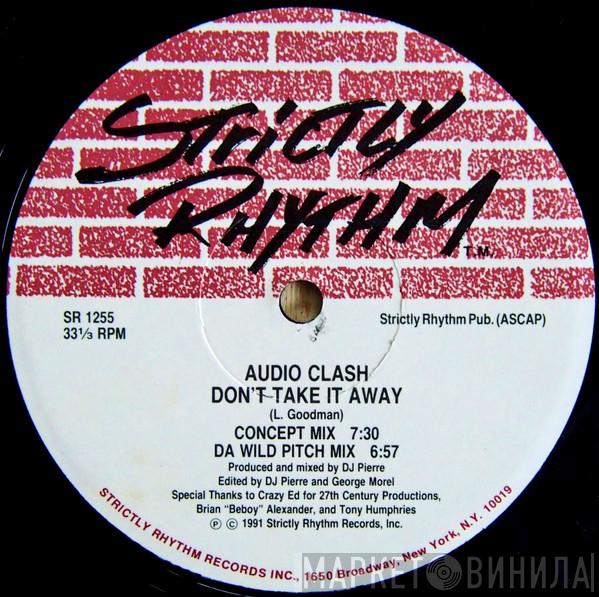 STRICTLY
RHYTHM
T.M.
SR 1255
33⅓ RPM
Strictly Rhythm Pub. (ASCAP)
AUDIO CLASH
DON'T TAKE IT AWAY
(L. Goodman)
CONCEPT MIX 7:30
DA WILD PITCH MIX 6:57
Produced and mixed by DJ Pierre
Edited by DJ Pierre and George Morel
Special Thanks to Crazy Ed for 27th Century Productions,
Brian "Beboy" Alexander, and Tony Humphries
℗ © 1991 Strictly Rhythm Records, Inc.
STRICTLY RHYTHM RECORDS INC., 1650 Broadway, New York, N.Y. 10019
МАРКЕТ ВИНИЛА